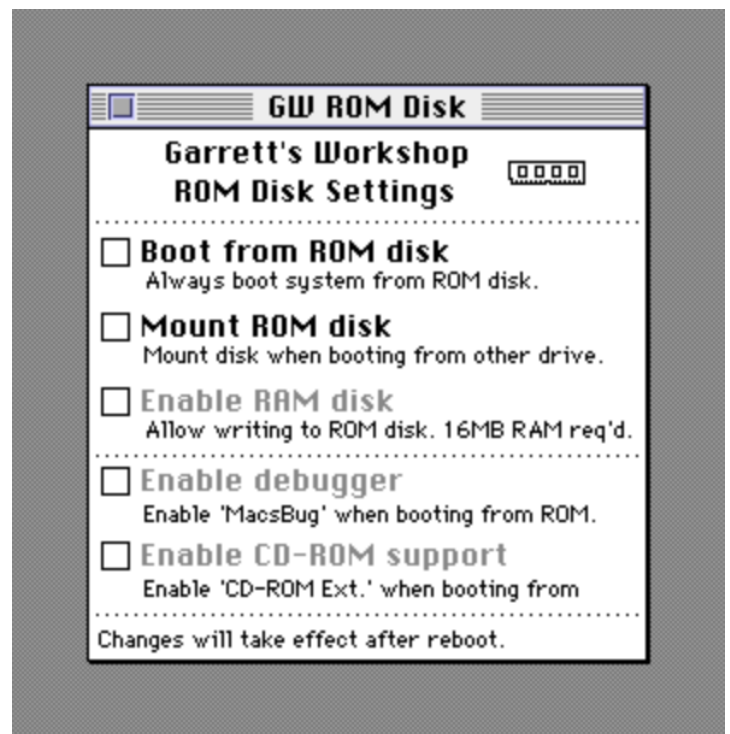 GW ROM Disk
Garrett's Workshop
ROM Disk Settings
Boot from ROM disk
Always boot system from ROM disk.
Mount ROM disk
Mount disk when booting from other drive.
Enable RAM disk
Allow writing to ROM disk. 16MB RAM req'd.
Enable debugger
Enable 'MacsBug' when booting from ROM.
Enable CD-ROM support
Enable 'CD-ROM Ext.' when booting from
Changes will take effect after reboot.